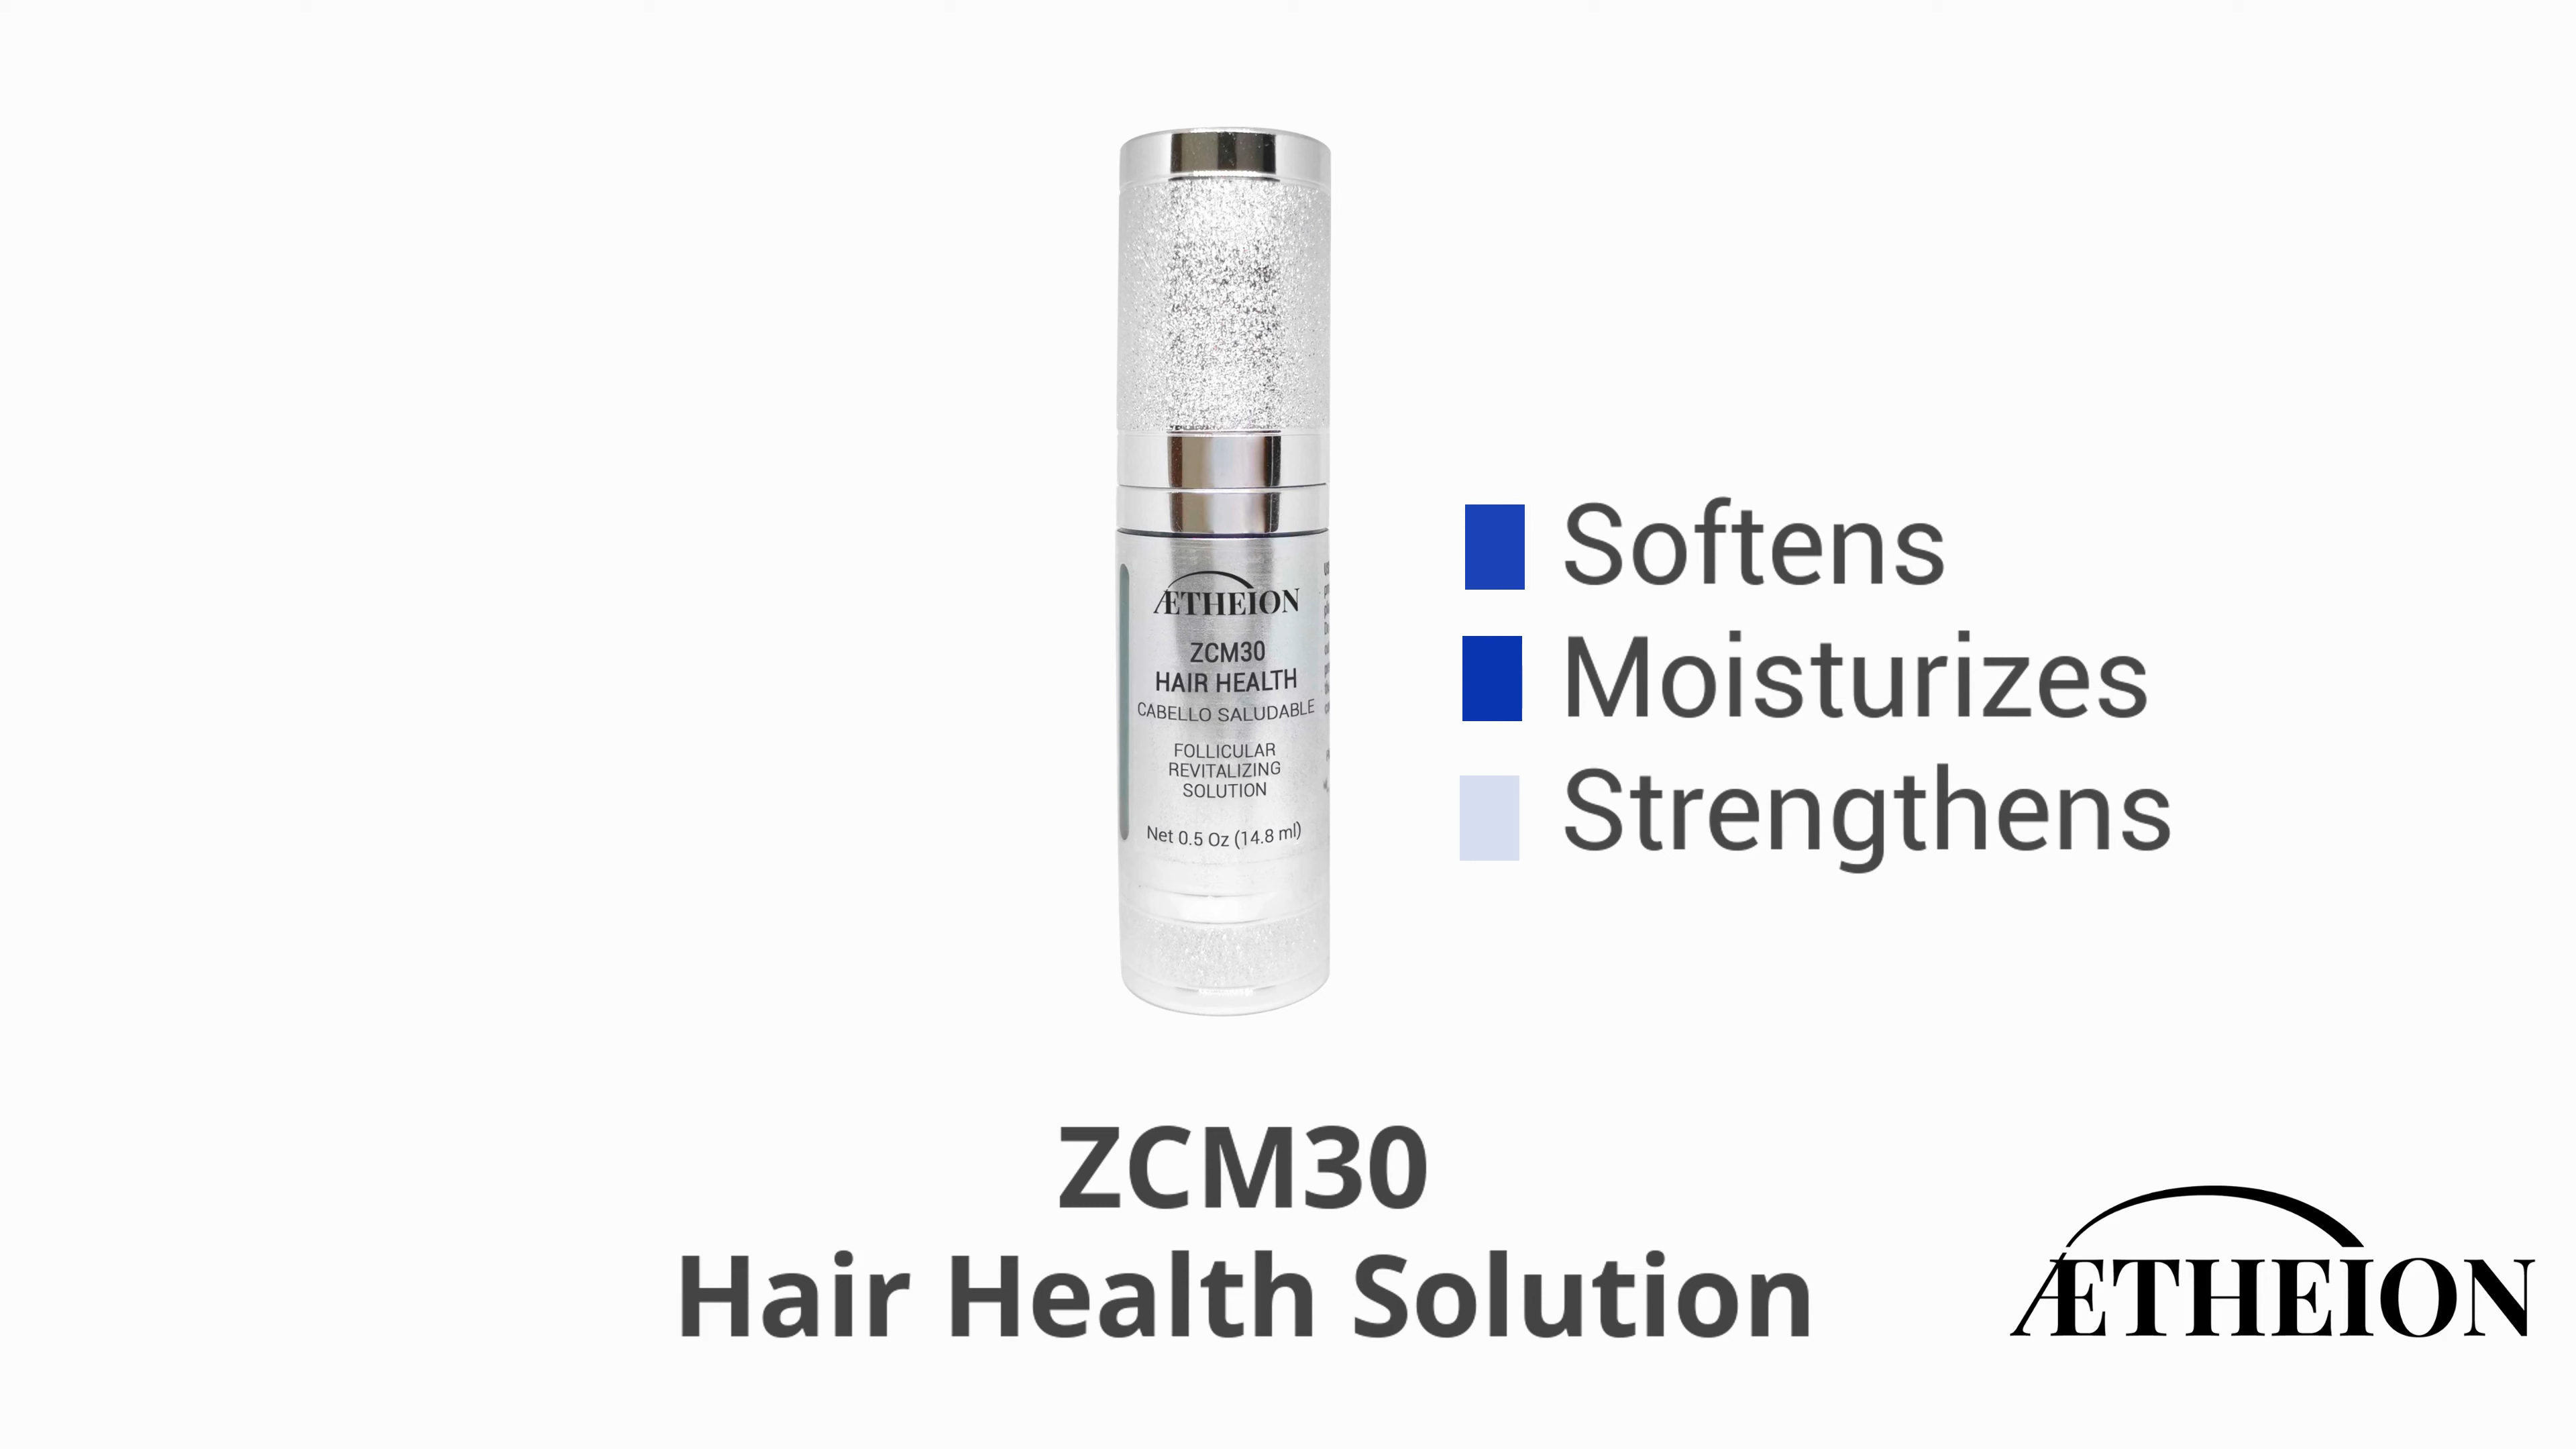 ÆTHEION
ZCM30
HAIR HEALTH
CABELLO SALUDABLE
FOLLICULAR
REVITALIZING
SOLUTION
Net 0.5 Oz (14.8 ml)
Softens
Moisturizes
Strengthens
ZCM30
Hair Health Solution
ÆTHEION